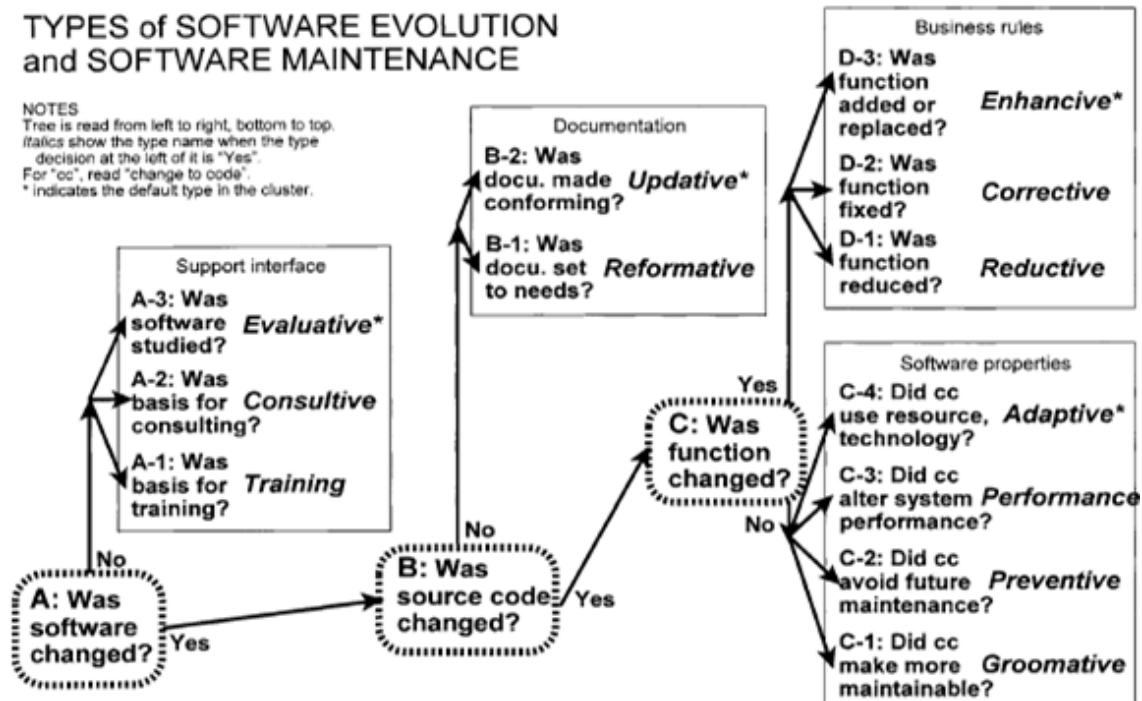 TYPES of SOFTWARE EVOLUTION
and SOFTWARE MAINTENANCE
NOTES
Tree is read from left to right, bottom to top.
Italics show the type name when the type
decision at the left of it is "Yes".
For "cc", read "change to code".
* indicates the default type in the cluster.
Support interface
A-3: Was
software
studied?
Evaluative*
A-2: Was
basis for
consulting?
Consultive
A-1: Was
basis for
training?
Training
No
A: Was
software
changed?
Yes
Documentation
B-2: Was
docu. made
conforming?
Updative*
B-1: Was
docu. set
to needs?
Reformative
No
B: Was
source code
changed?
Yes
Business rules
D-3: Was
function
added or
replaced?
Enhancive*
D-2: Was
function
fixed?
Corrective
D-1: Was
function
reduced?
Reductive
Yes
C: Was
function
changed?
No
Software properties
C-4: Did cc
use resource,
technology?
Adaptive*
C-3: Did cc
alter system
performance?
Performance
C-2: Did cc
avoid future
maintenance?
Preventive
C-1: Did cc
make more
maintainable?
Groomative